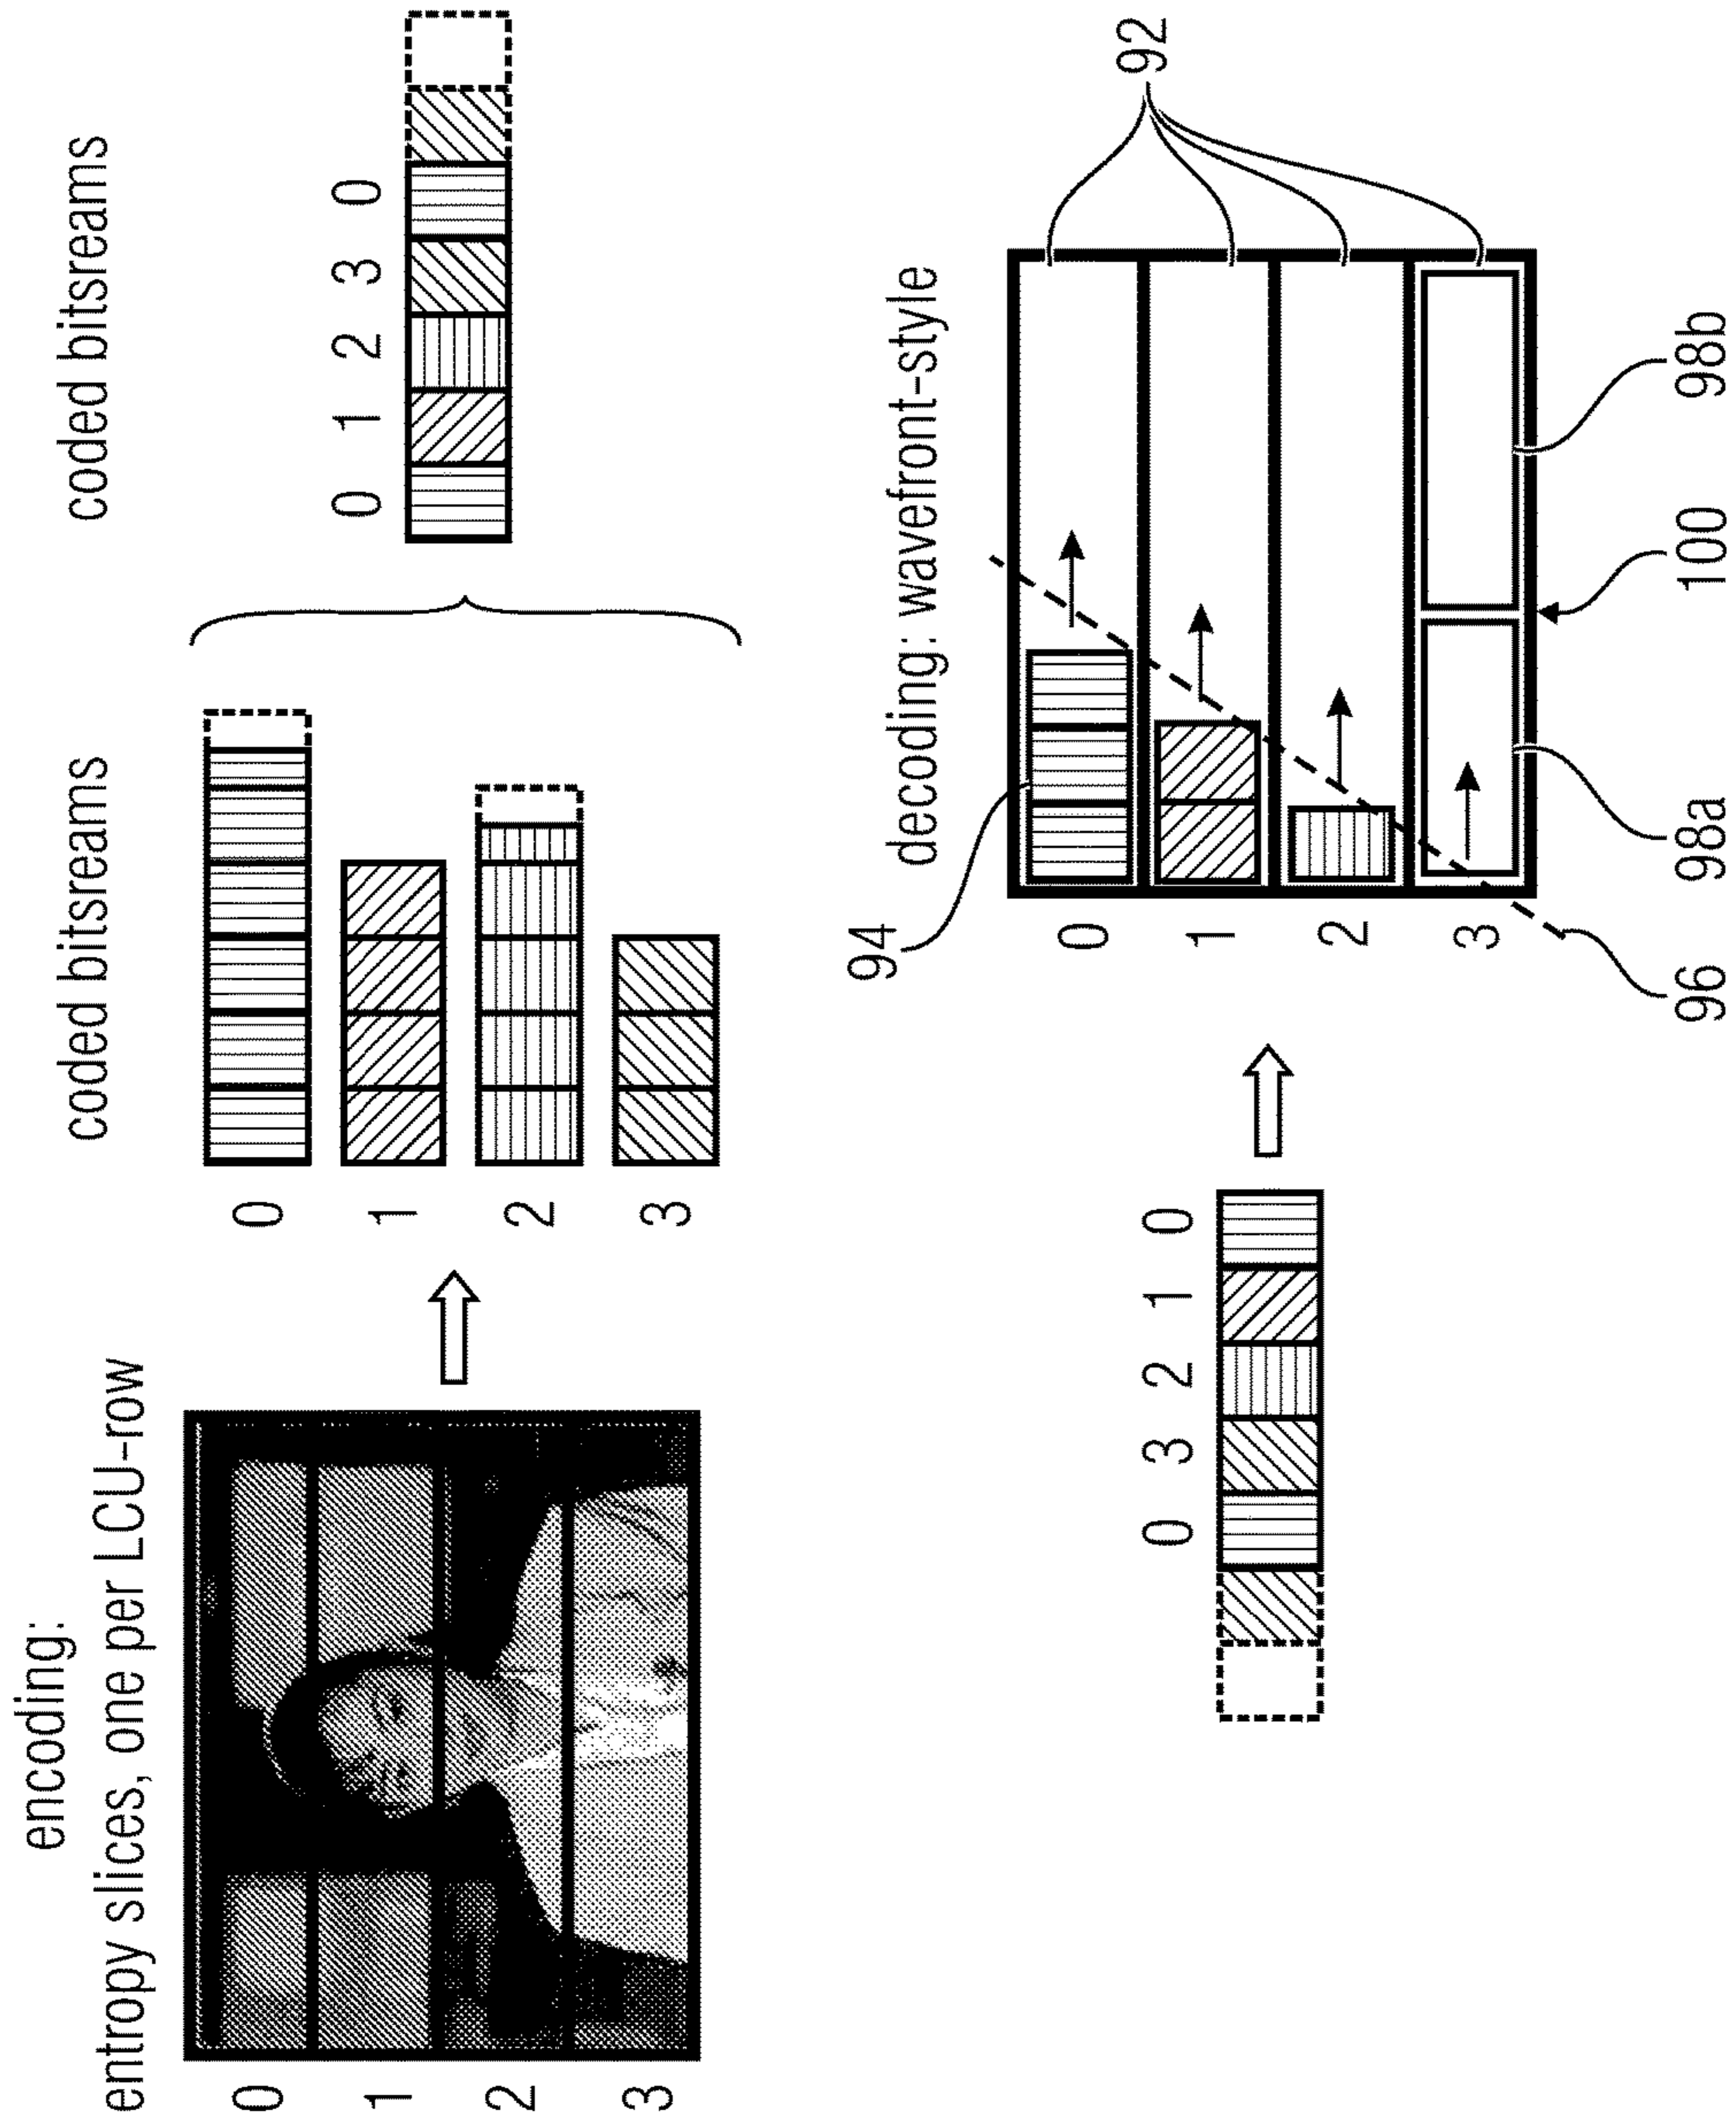 encoding:
entropy slices, one per LCU-row
0
1
2
3
coded bitsreams
0
1
2
3
coded bitsreams
0 1 2 3 0
0 3 2 1 0
decoding: wavefront-style
94
92
0
1
2
3
96
98a
100
98b